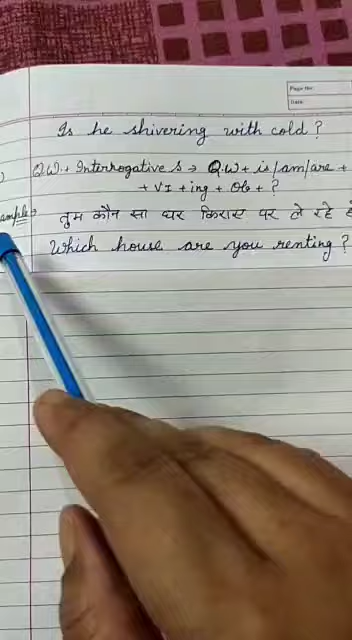 Page No:
Date:
Is he shivering with cold?
Q.W. + Interrogative S → Q.W + is/am/are +
+ VI + ing + Ob + ?
ample → तुम कौन सा घर किराए पर ले रहे
Which house are you renting?